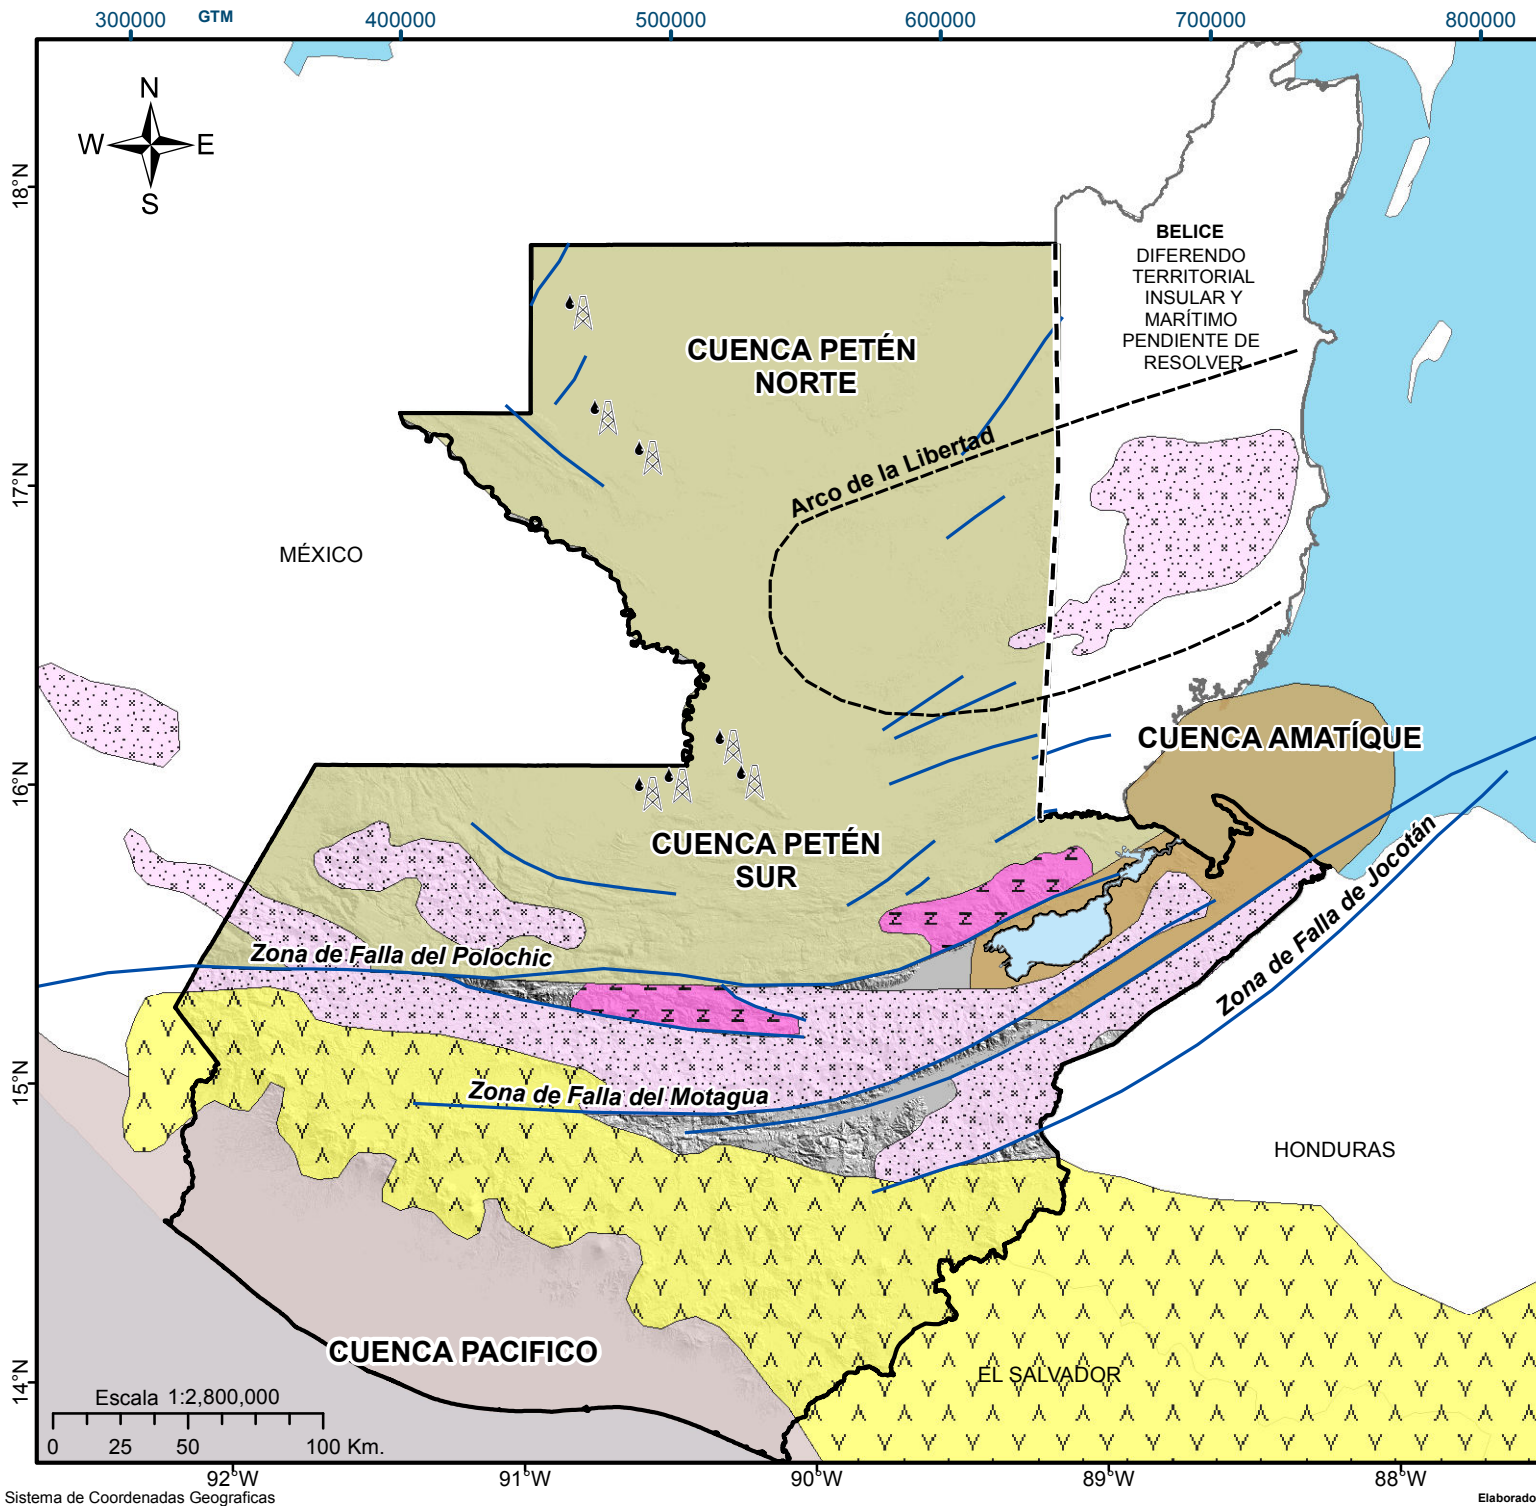 300000
GTM
400000
500000
600000
700000
800000
N
W E
S
18°N
17°N
16°N
15°N
14°N
BELICE
DIFERENDO
TERRITORIAL
INSULAR Y
MARÍTIMO
PENDIENTE DE
RESOLVER
CUENCA PETÉN
NORTE
Arco de la Libertad
MÉXICO
CUENCA AMATÍQUE
CUENCA PETÉN
SUR
Zona de Falla de Jocotán
Zona de Falla del Polochic
Zona de Falla del Motagua
HONDURAS
CUENCA PACIFICO
EL SALVADOR
Escala 1:2,800,000
0 25 50 100 Km.
92°W
91°W
90°W
89°W
88°W
Sistema de Coordenadas Geograficas
Elaborado